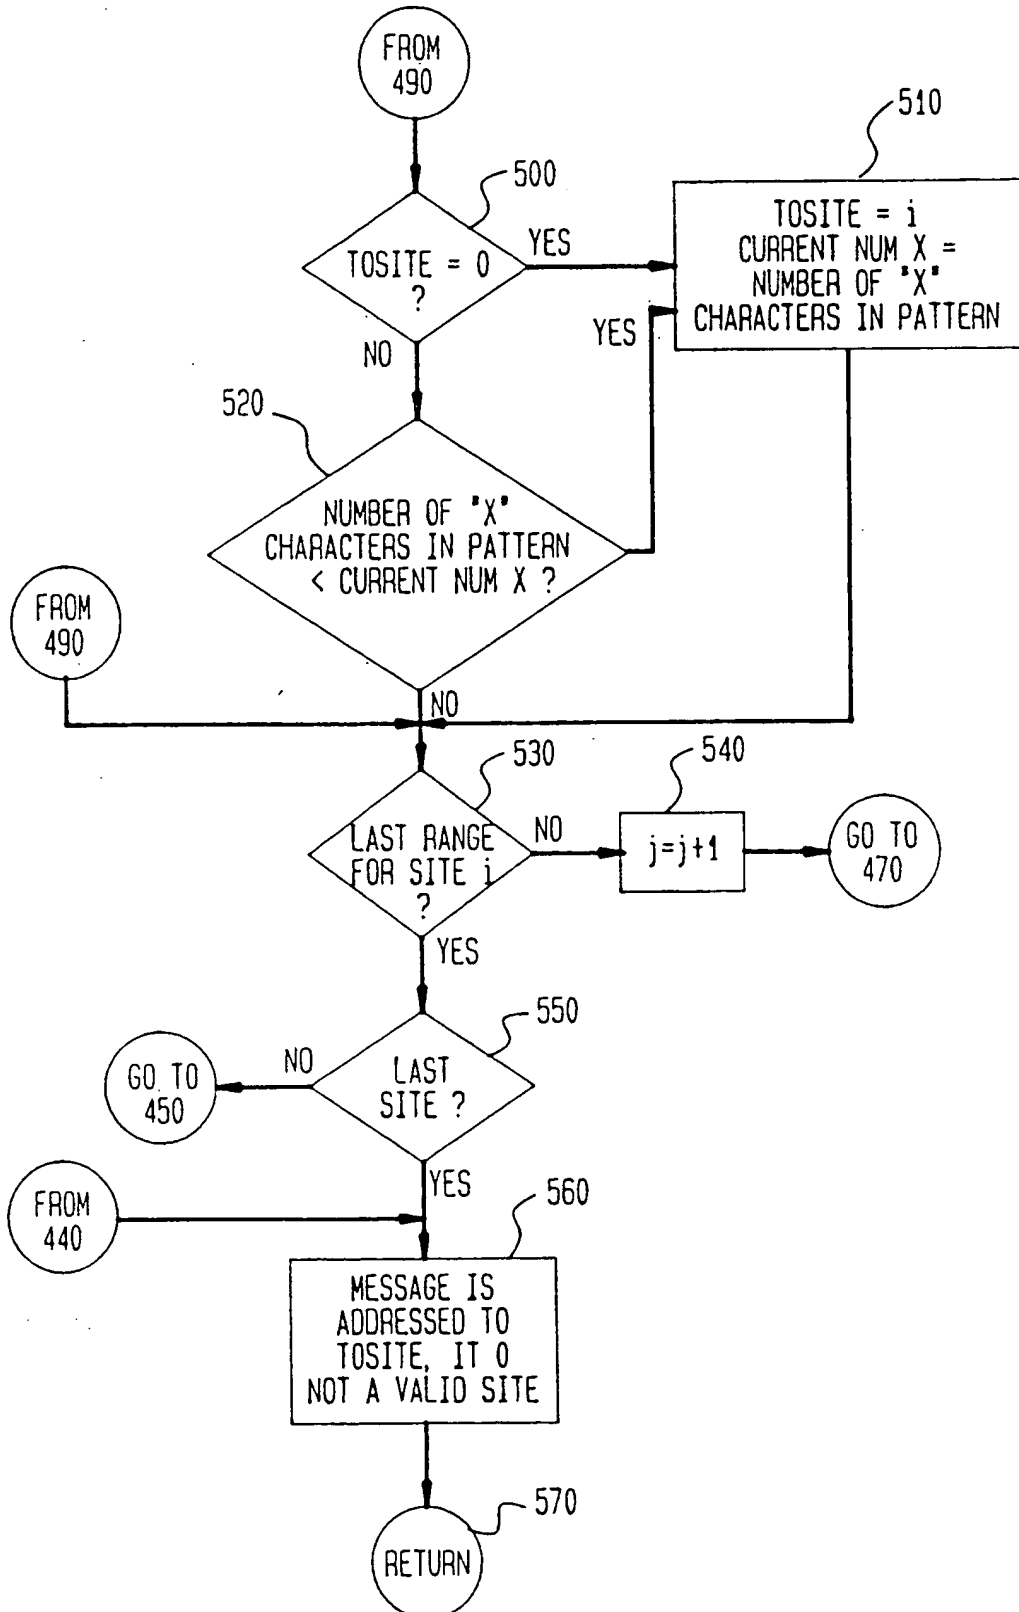 FROM
490
500
510
TOSITE = 0
?
YES
TOSITE = i
CURRENT NUM X =
NUMBER OF "X"
CHARACTERS IN PATTERN
YES
NO
520
NUMBER OF "X"
CHARACTERS IN PATTERN
< CURRENT NUM X ?
FROM
490
NO
530
540
LAST RANGE
FOR SITE i
?
NO
j=j+1
GO TO
470
YES
550
LAST
SITE ?
NO
GO TO
450
YES
FROM
440
560
MESSAGE IS
ADDRESSED TO
TOSITE, IT 0
NOT A VALID SITE
570
RETURN